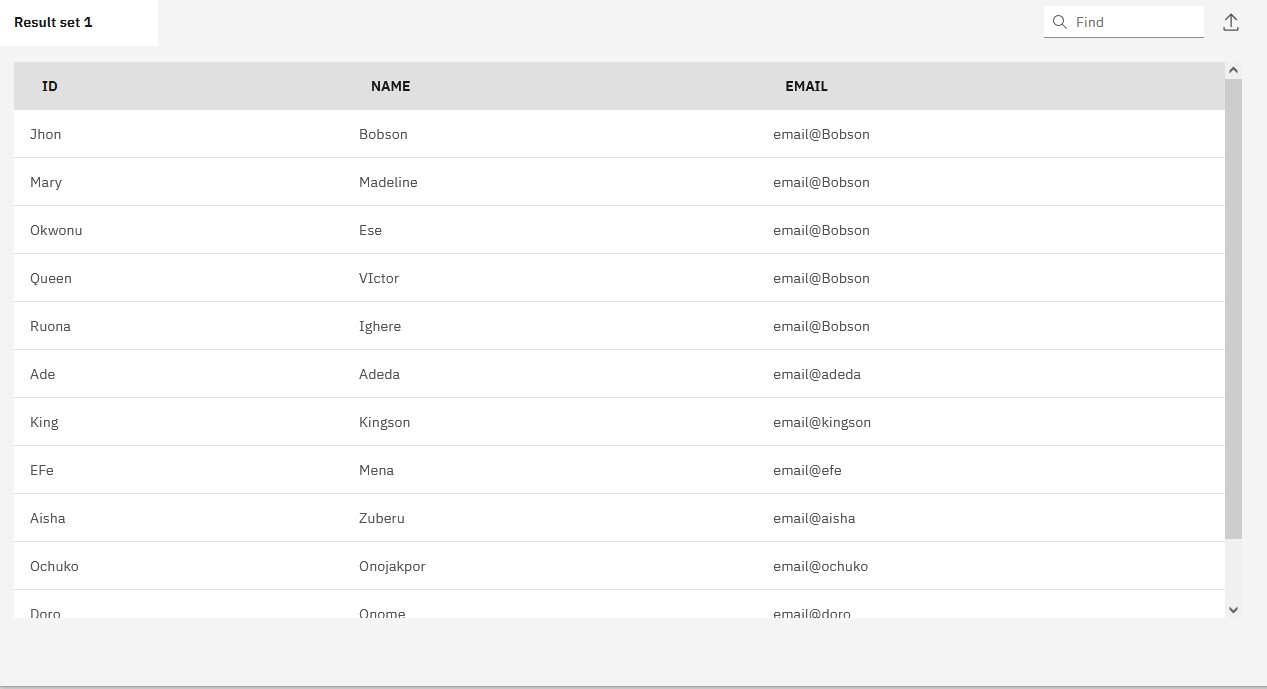 Result set 1 Find
ID NAME EMAIL
Jhon Bobson email@Bobson
Mary Madeline email@Bobson
Okwonu Ese email@Bobson
Queen VIctor email@Bobson
Ruona Ighere email@Bobson
Ade Adeda email@adeda
King Kingson email@kingson
EFe Mena email@efe
Aisha Zuberu email@aisha
Ochuko Onojakpor email@ochuko
Doro Onome email@doro